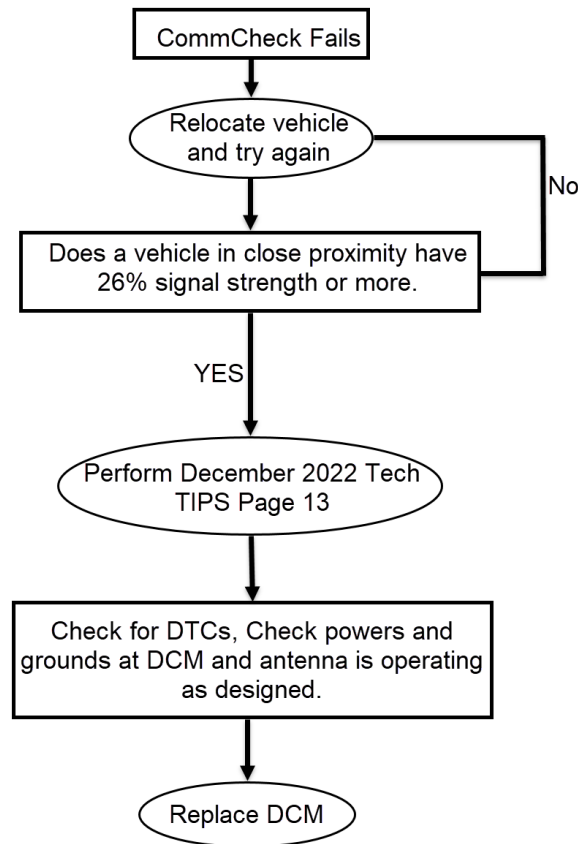 CommCheck Fails
Relocate vehicle
and try again
No
Does a vehicle in close proximity have
26% signal strength or more.
YES
Perform December 2022 Tech
TIPS Page 13
Check for DTCs, Check powers and
grounds at DCM and antenna is operating
as designed.
Replace DCM